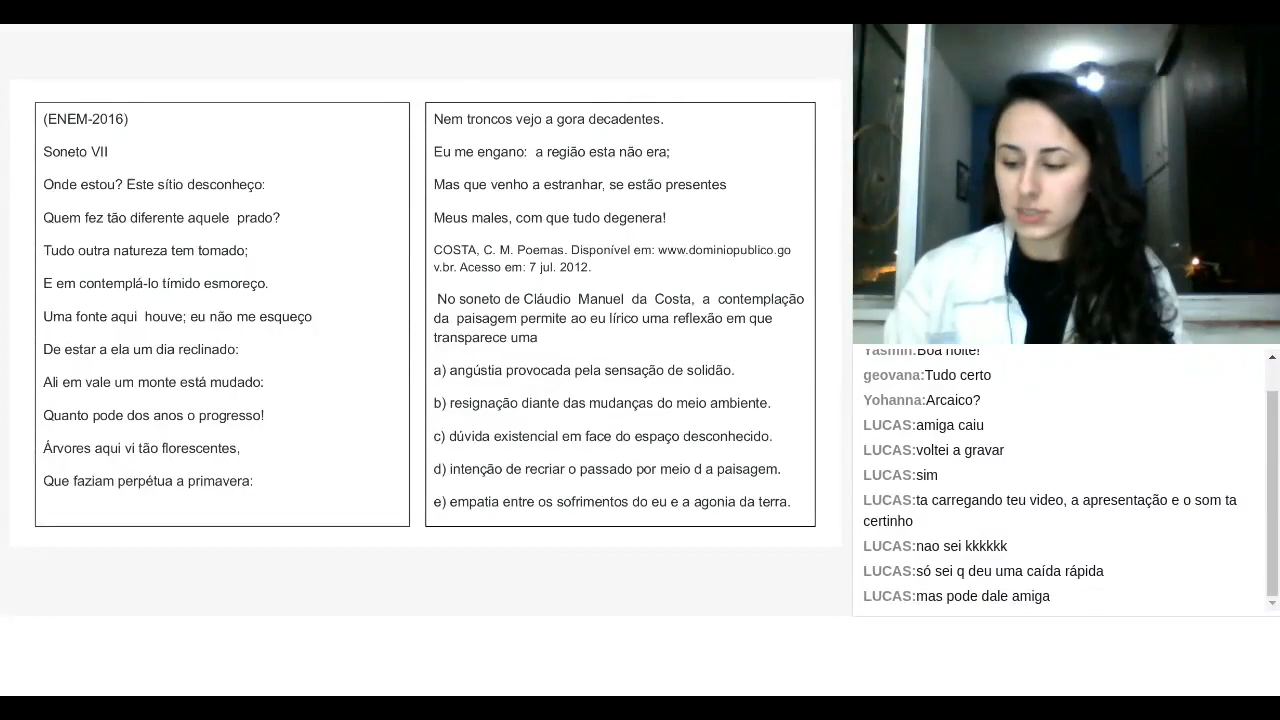 (ENEM-2016)
Soneto VII
Onde estou? Este sítio desconheço:
Quem fez tão diferente aquele prado?
Tudo outra natureza tem tomado;
E em contemplá-lo tímido esmoreço.
Uma fonte aqui houve; eu não me esqueço
De estar a ela um dia reclinado:
Ali em vale um monte está mudado:
Quanto pode dos anos o progresso!
Árvores aqui vi tão florescentes,
Que faziam perpétua a primavera:
Nem troncos vejo a gora decadentes.
Eu me engano: a região esta não era;
Mas que venho a estranhar, se estão presentes
Meus males, com que tudo degenera!
COSTA, C. M. Poemas. Disponível em: www.dominiopublico.go
v.br. Acesso em: 7 jul. 2012.
No soneto de Cláudio Manuel da Costa, a contemplação
da paisagem permite ao eu lírico uma reflexão em que
transparece uma
a) angústia provocada pela sensação de solidão.
b) resignação diante das mudanças do meio ambiente.
c) dúvida existencial em face do espaço desconhecido.
d) intenção de recriar o passado por meio d a paisagem.
e) empatia entre os sofrimentos do eu e a agonia da terra.
Yasmin:Boa noite!
geovana:Tudo certo
Yohanna:Arcaico?
LUCAS:amiga caiu
LUCAS:voltei a gravar
LUCAS:sim
LUCAS:ta carregando teu video, a apresentação e o som ta
certinho
LUCAS:nao sei kkkkkk
LUCAS:só sei q deu uma caída rápida
LUCAS:mas pode dale amiga